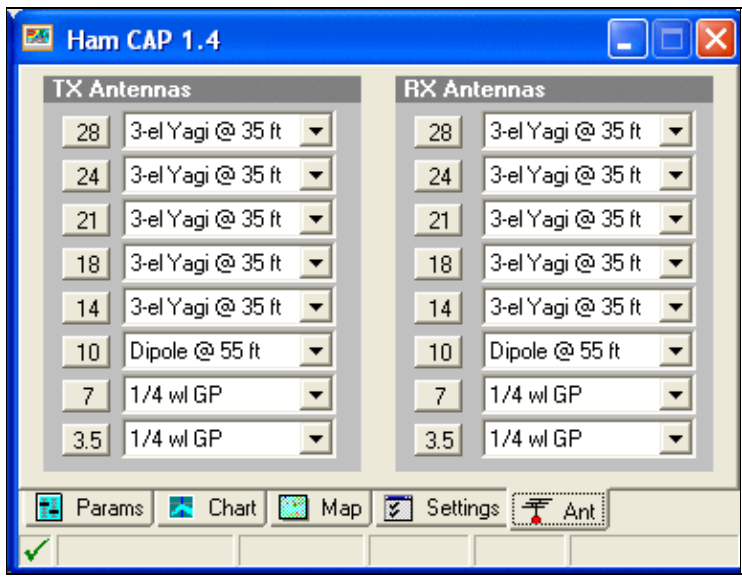 Ham CAP 1.4
TX Antennas RX Antennas
28 3-el Yagi @ 35 ft 28 3-el Yagi @ 35 ft
24 3-el Yagi @ 35 ft 24 3-el Yagi @ 35 ft
21 3-el Yagi @ 35 ft 21 3-el Yagi @ 35 ft
18 3-el Yagi @ 35 ft 18 3-el Yagi @ 35 ft
14 3-el Yagi @ 35 ft 14 3-el Yagi @ 35 ft
10 Dipole @ 55 ft 10 Dipole @ 55 ft
7 1/4 wl GP 7 1/4 wl GP
3.5 1/4 wl GP 3.5 1/4 wl GP
Params Chart Map Settings Ant